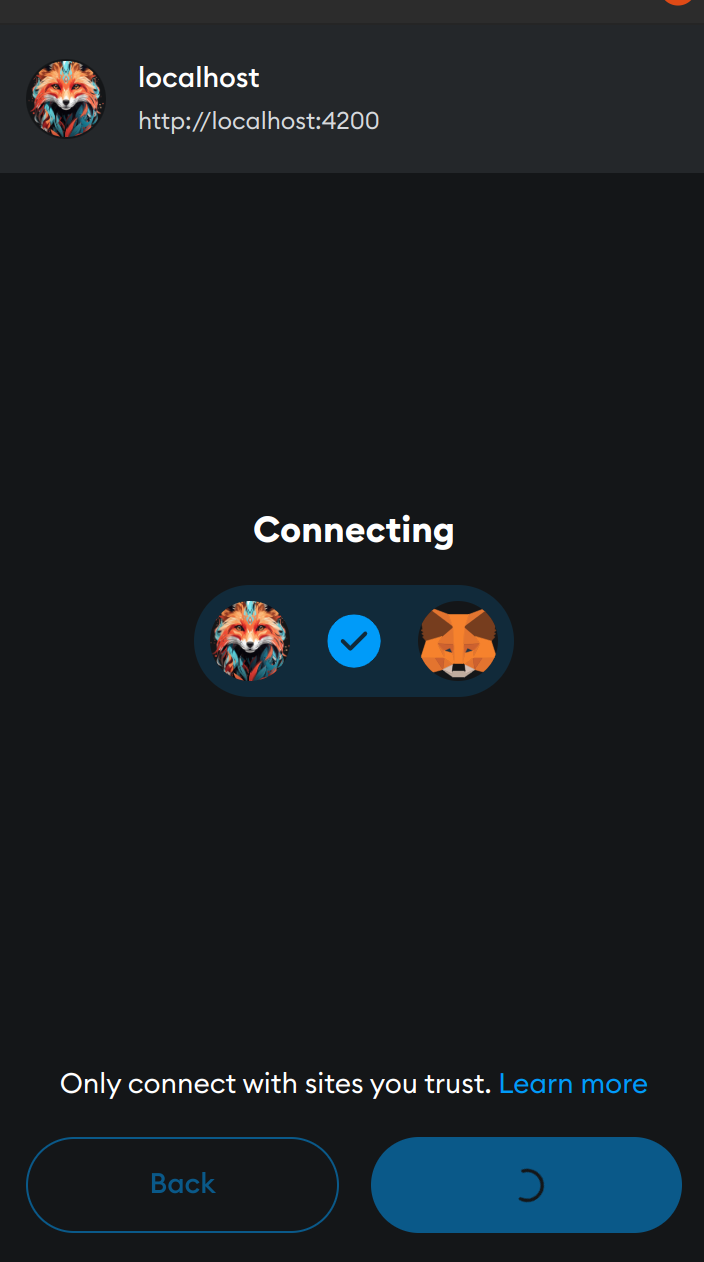 localhost
http://localhost:4200
Connecting
Only connect with sites you trust. Learn more
Back